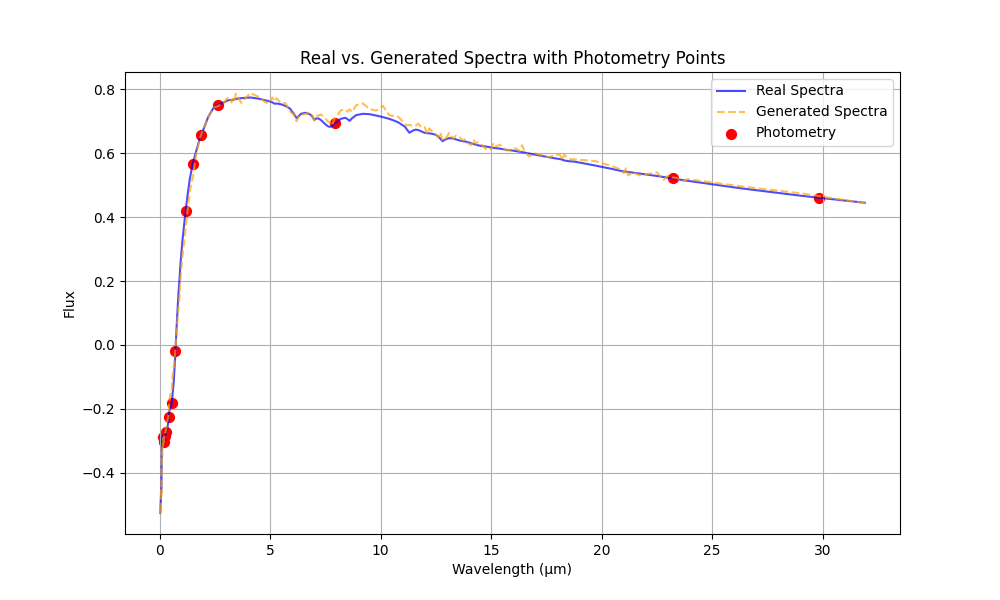 Real vs. Generated Spectra with Photometry Points
Real Spectra
Generated Spectra
Photometry
Flux
0.8
0.6
0.4
0.2
0.0
−0.2
−0.4
0 5 10 15 20 25 30
Wavelength (μm)